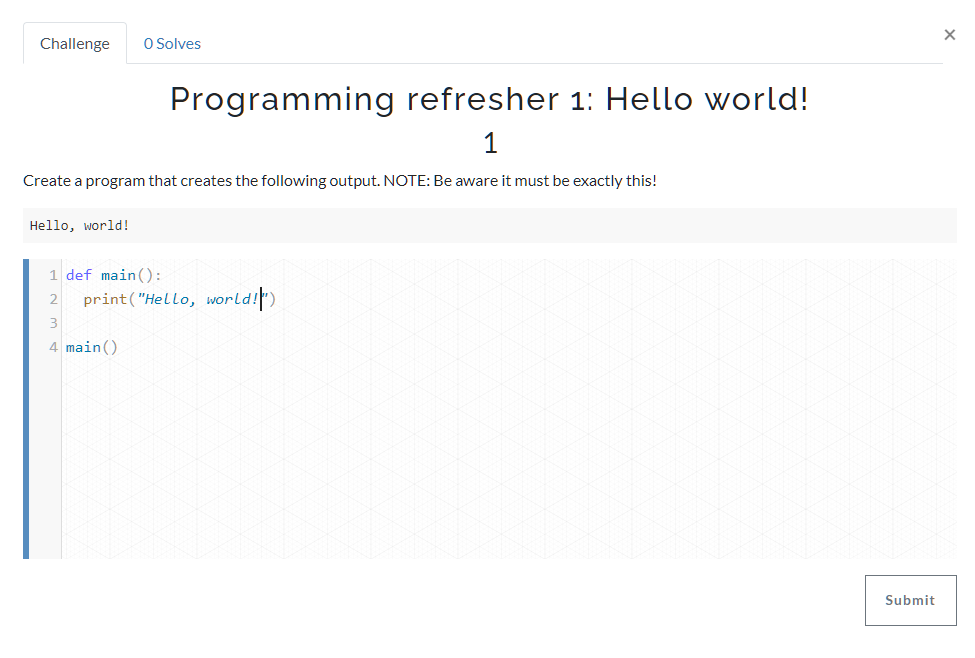 Challenge
0 Solves
×
Programming refresher 1: Hello world!
1
Create a program that creates the following output. NOTE: Be aware it must be exactly this!
Hello, world!
1 def main():
2   print("Hello, world!")
3
4 main()
Submit